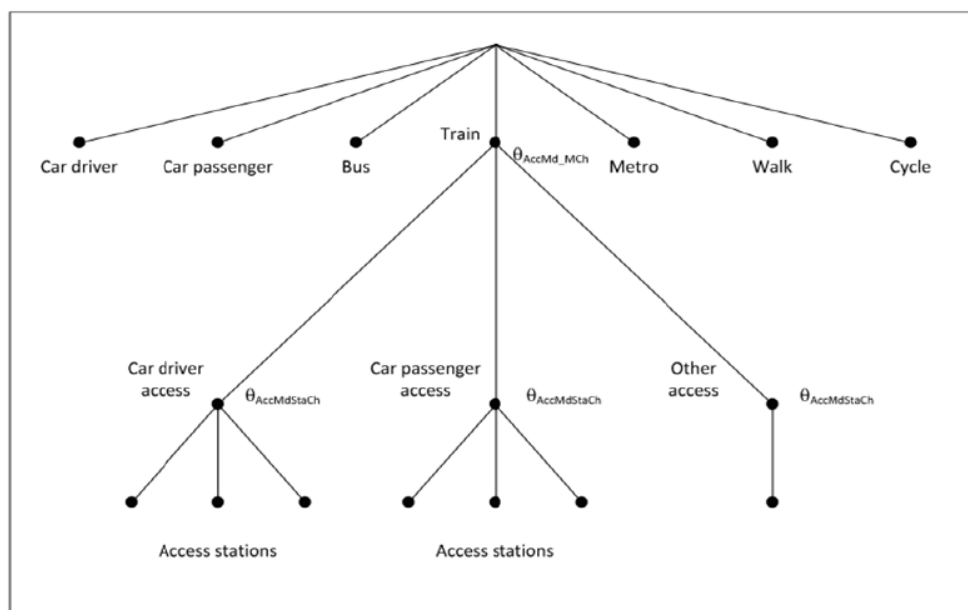 Train
θAccMd_MCh
Car driver
Car passenger
Bus
Metro
Walk
Cycle
Car driver
access
θAccMdStaCh
Car passenger
access
θAccMdStaCh
Other
access
θAccMdStaCh
Access stations
Access stations